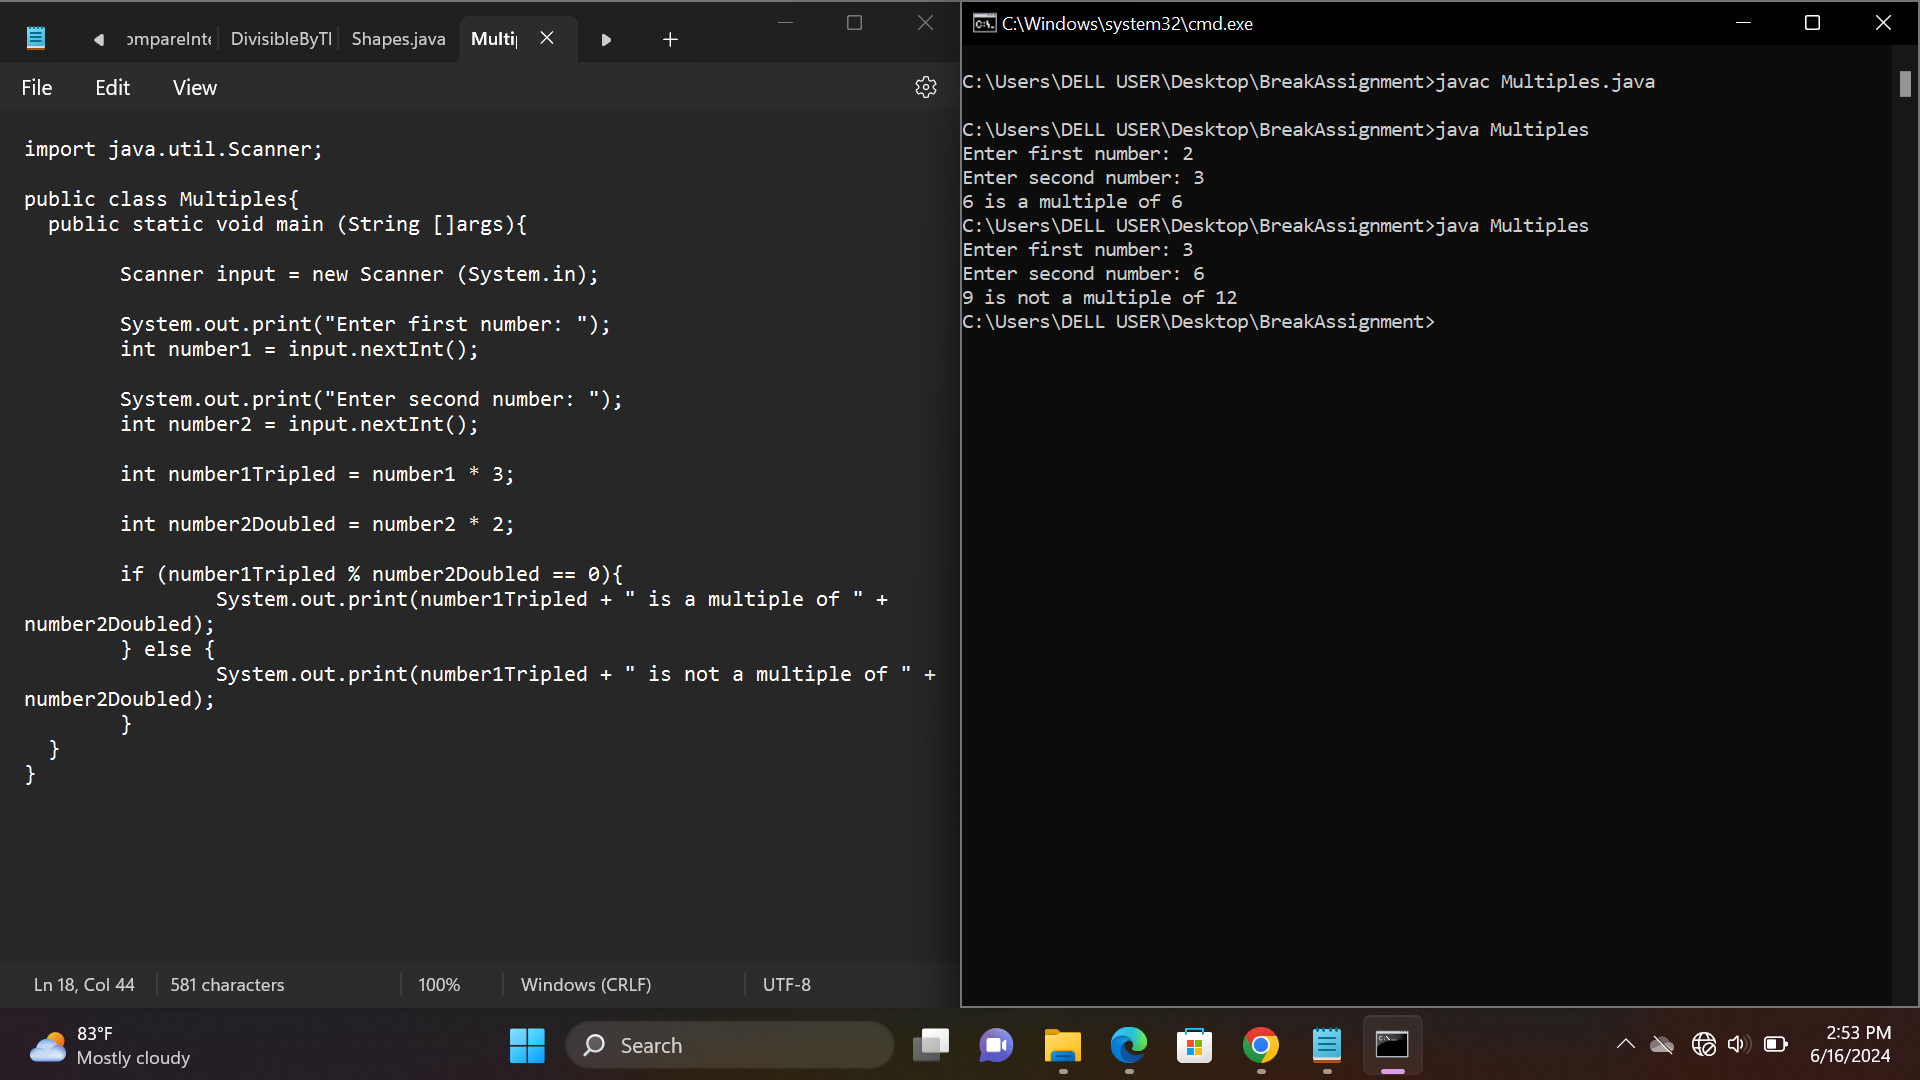 ompareInte DivisibleByTl Shapes.java Multip
File Edit View
import java.util.Scanner;
public class Multiples{
public static void main (String []args){
Scanner input = new Scanner (System.in);
System.out.print("Enter first number: ");
int number1 = input.nextInt();
System.out.print("Enter second number: ");
int number2 = input.nextInt();
int number1Tripled = number1 * 3;
int number2Doubled = number2 * 2;
if (number1Tripled % number2Doubled == 0){
System.out.print(number1Tripled + " is a multiple of " +
number2Doubled);
} else {
System.out.print(number1Tripled + " is not a multiple of " +
number2Doubled);
}
}
}
Ln 18, Col 44 581 characters 100% Windows (CRLF) UTF-8
C:\Windows\system32\cmd.exe
C:\Users\DELL USER\Desktop\BreakAssignment>javac Multiples.java
C:\Users\DELL USER\Desktop\BreakAssignment>java Multiples
Enter first number: 2
Enter second number: 3
6 is a multiple of 6
C:\Users\DELL USER\Desktop\BreakAssignment>java Multiples
Enter first number: 3
Enter second number: 6
9 is not a multiple of 12
C:\Users\DELL USER\Desktop\BreakAssignment>
83°F
Mostly cloudy
Search
2:53 PM
6/16/2024